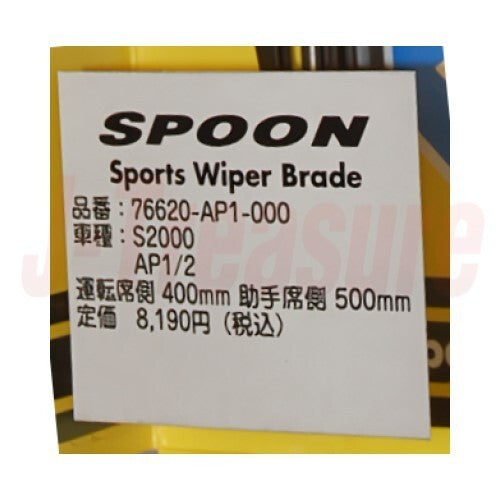 SPOON
Sports Wiper Brade
品番：76620-AP1-000
車種：S2000
AP1/2
運転席側 400mm 助手席側 500mm
定価 8,190円（税込）
J-Treasure